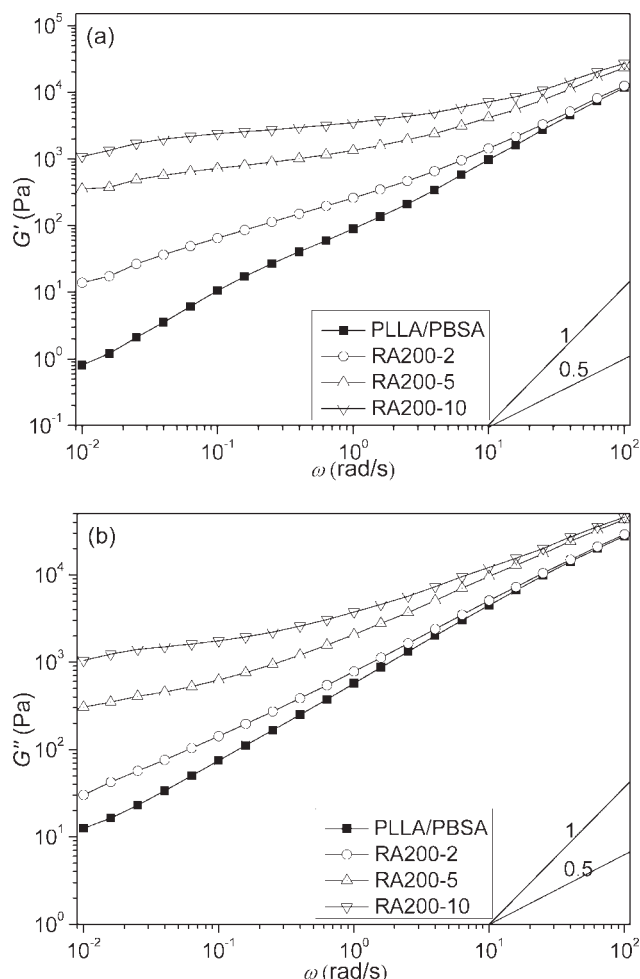 (a)
10^5
10^4
10^3
10^2
10^1
10^0
10^-1
G' (Pa)
PLLA/PBSA
RA200-2
RA200-5
RA200-10
1
0.5
10^-2 10^-1 10^0 10^1 10^2
ω (rad/s)
(b)
10^4
10^3
10^2
10^1
10^0
G'' (Pa)
PLLA/PBSA
RA200-2
RA200-5
RA200-10
1
0.5
10^-2 10^-1 10^0 10^1 10^2
ω (rad/s)